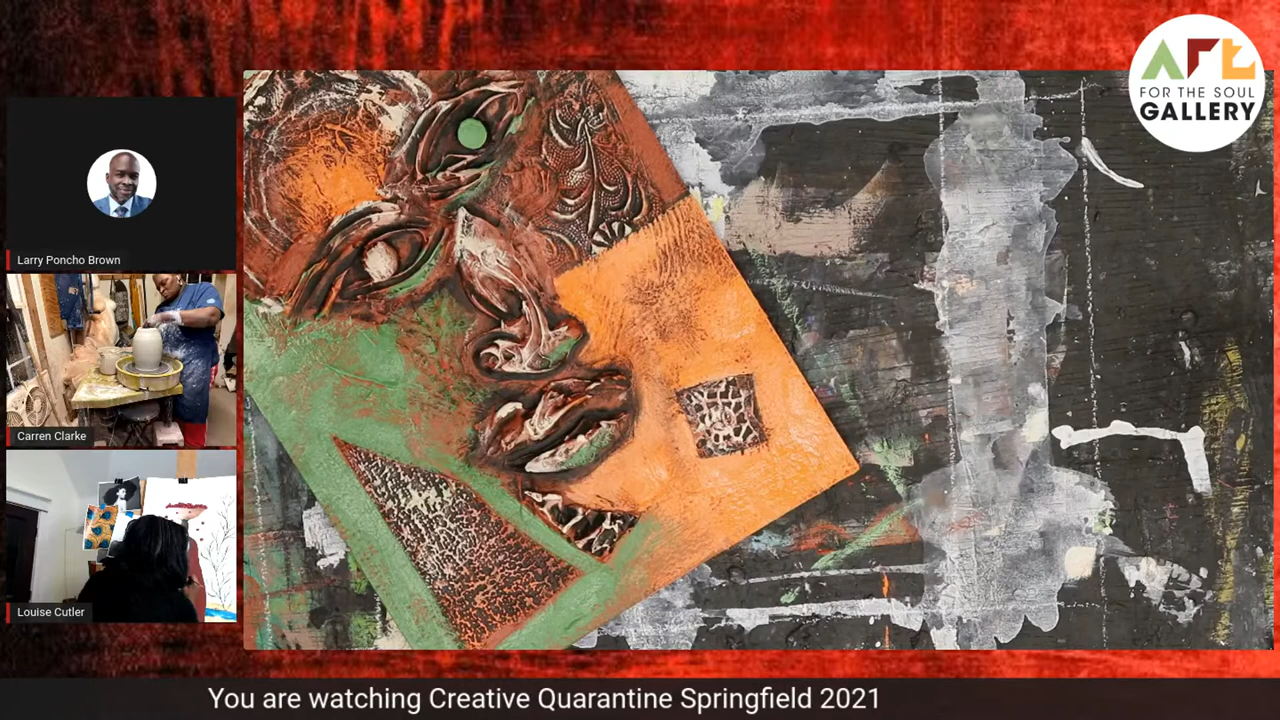 ART
FOR THE SOUL
GALLERY
Larry Poncho Brown
Carren Clarke
Louise Cutler
You are watching Creative Quarantine Springfield 2021